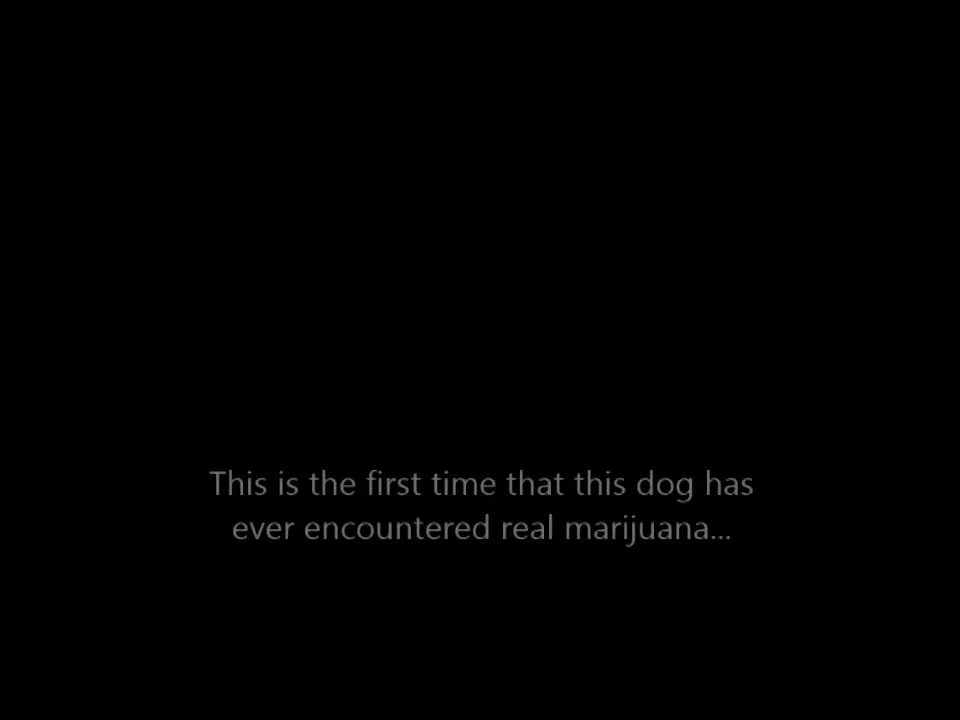 This is the first time that this dog has
ever encountered real marijuana...